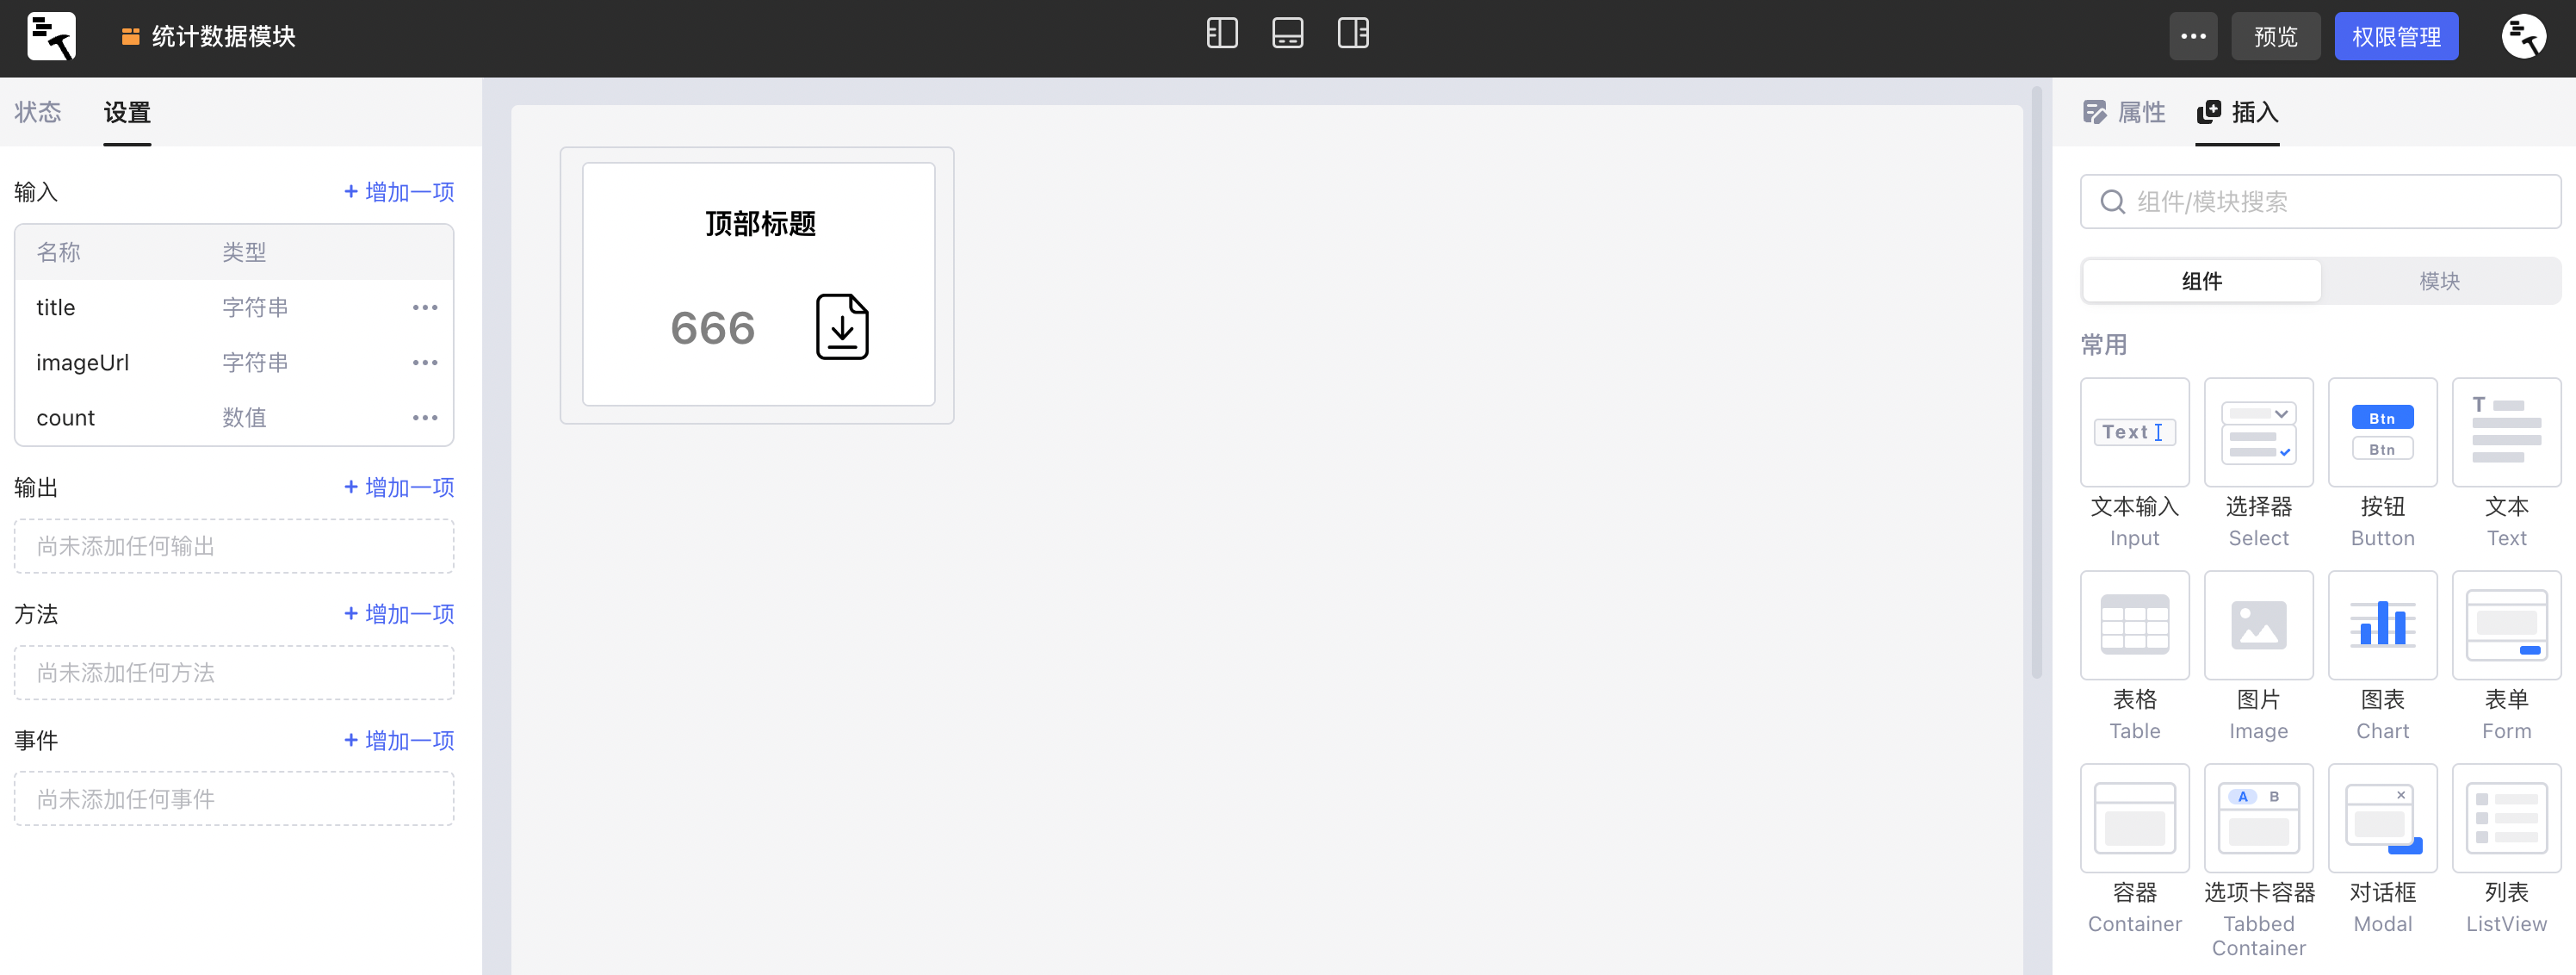 统计数据模块
预览
权限管理
状态
设置
输入
+ 增加一项
名称
类型
title
字符串
imageUrl
字符串
count
数值
输出
+ 增加一项
尚未添加任何输出
方法
+ 增加一项
尚未添加任何方法
事件
+ 增加一项
尚未添加任何事件
顶部标题
666
属性
插入
组件/模块搜索
组件
模块
常用
Text
Btn
Btn
T
文本输入
选择器
按钮
文本
Input
Select
Button
Text
表格
图片
图表
表单
Table
Image
Chart
Form
A
B
容器
选项卡容器
对话框
列表
Container
Tabbed
Container
Modal
ListView